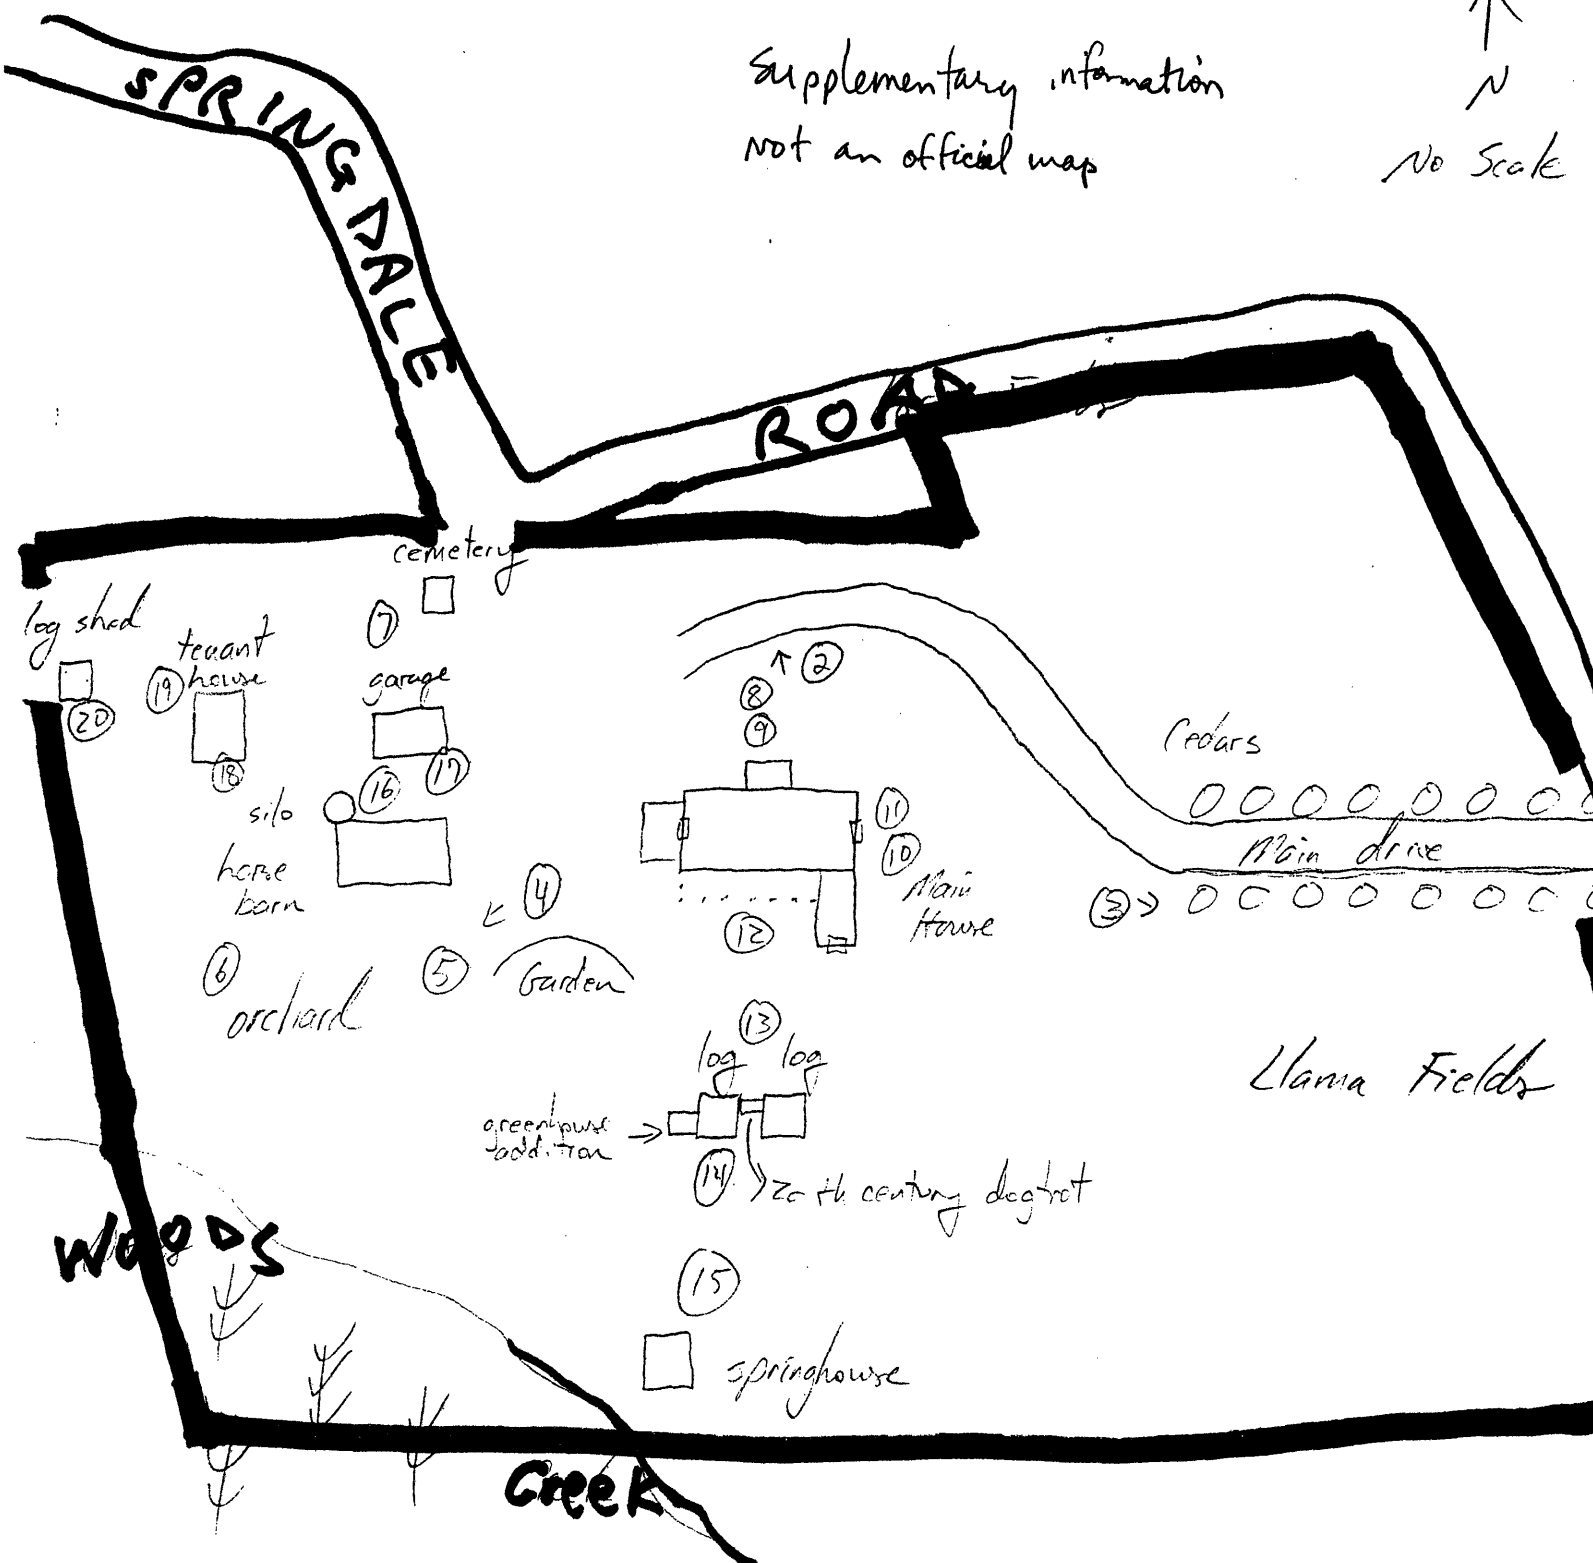 Supplementary information
Not an official map
N
No Scale
SPRINGDALE
ROAD
cemetery
7
log shed
tenant
house
19
20
18
garage
17
16
silo
horse
barn
2
8
9
11
10
Main
House
12
Cedars
Main drive
3
4
5
Garden
6
orchard
13
log log
greenhouse
addition
14
20th century dogtrot
Llama Fields
WOODS
15
springhouse
Creek